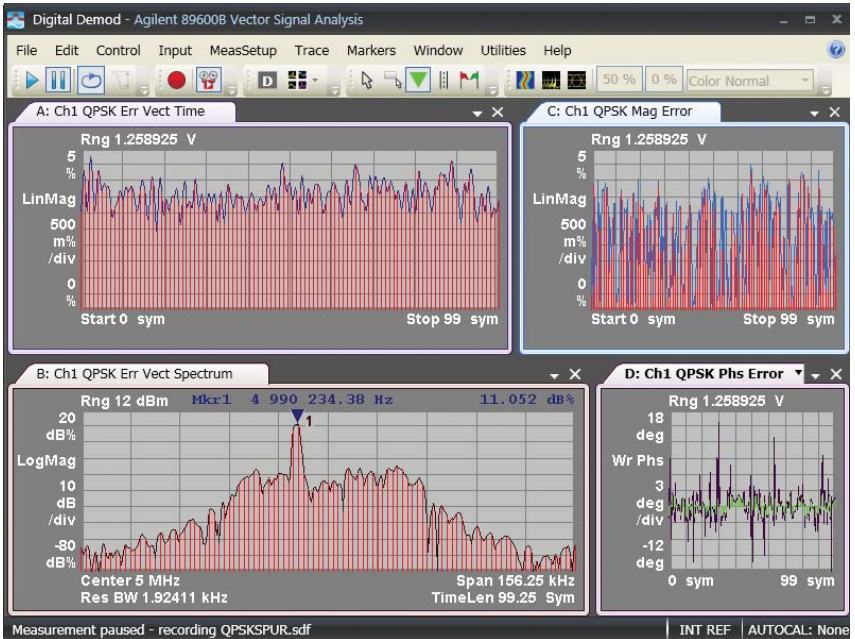 Digital Demod - Agilent 89600B Vector Signal Analysis
File Edit Control Input MeasSetup Trace Markers Window Utilities Help
D 50 % 0 % Color Normal
A: Ch1 QPSK Err Vect Time
Rng 1.258925 V
5
%
LinMag
500
m%
/div
0
%
Start 0 sym Stop 99 sym
C: Ch1 QPSK Mag Error
Rng 1.258925 V
5
%
LinMag
500
m%
/div
0
%
Start 0 sym Stop 99 sym
B: Ch1 QPSK Err Vect Spectrum
Rng 12 dBm Mkr1 4 990 234.38 Hz 11.052 dB%
1
20
dB%
LogMag
10
dB
/div
-80
dB%
Center 5 MHz Span 156.25 kHz
Res BW 1.92411 kHz TimeLen 99.25 Sym
D: Ch1 QPSK Phs Error
Rng 1.258925 V
18
deg
Wr Phs
3
deg
/div
-12
deg
0 sym 99 sym
Measurement paused - recording QPSKSPUR.sdf INT REF AUTOCAL: None